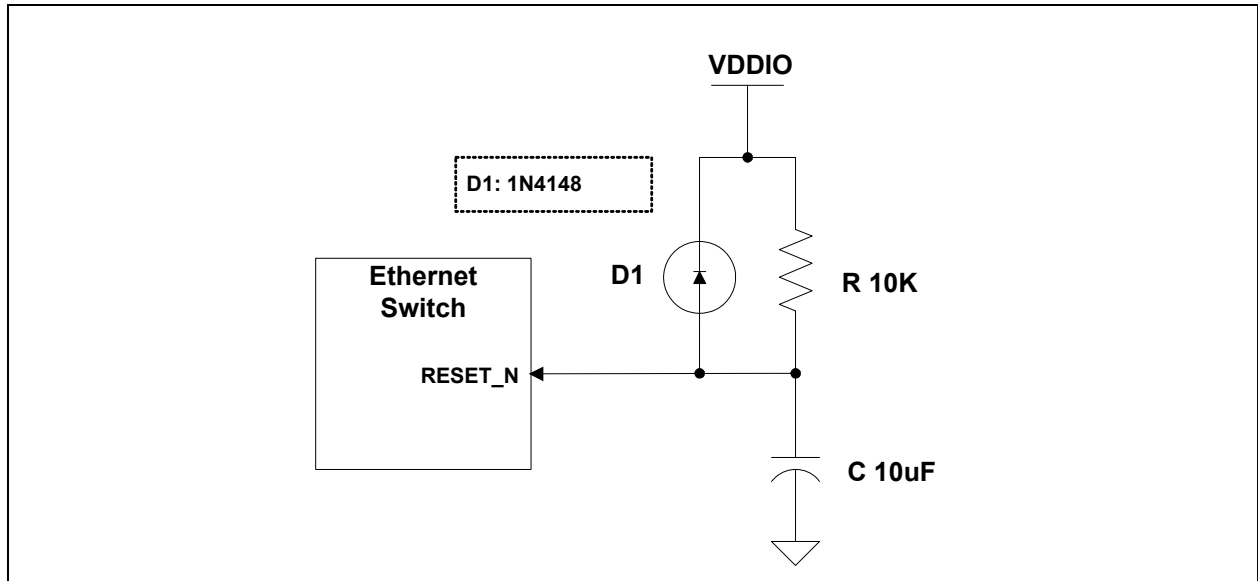 VDDIO
D1: 1N4148
D1
R 10K
Ethernet
Switch
RESET_N
C 10uF